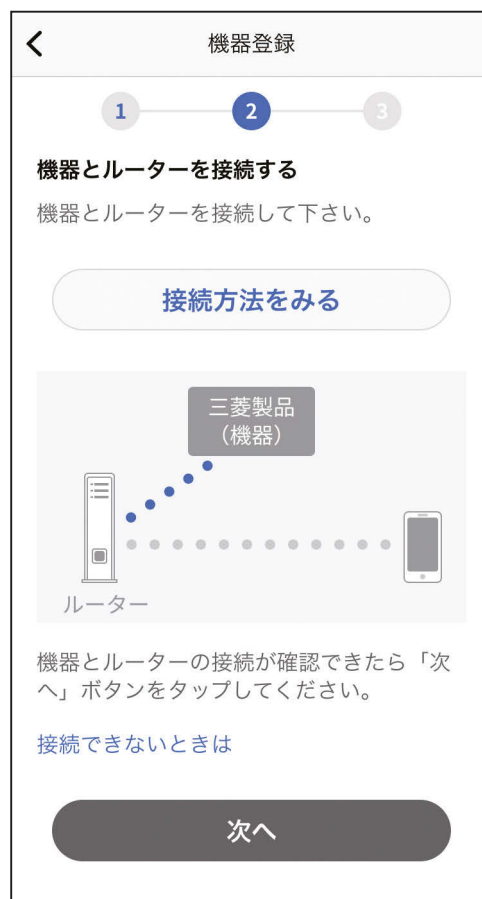 機器登録
1 2 3
機器とルーターを接続する
機器とルーターを接続して下さい。
接続方法をみる
三菱製品
（機器）
ルーター
機器とルーターの接続が確認できたら「次
へ」ボタンをタップしてください。
接続できないときは
次へ